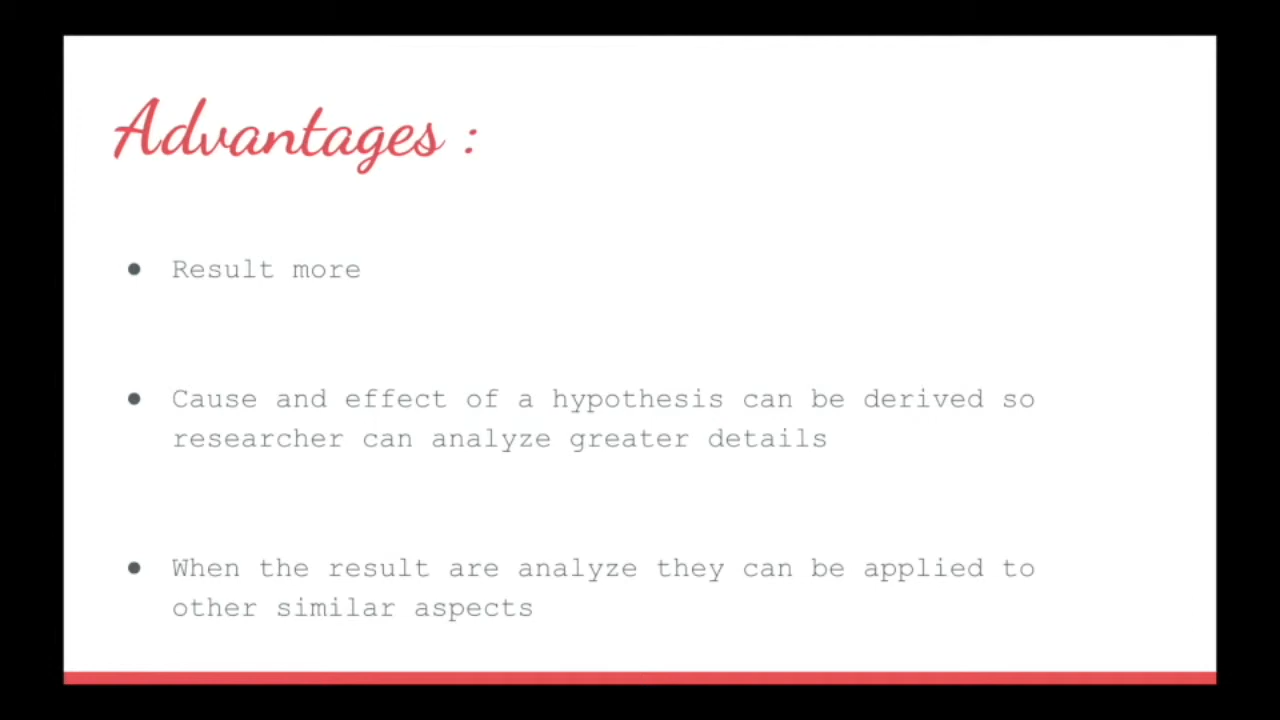 Advantages :
● Result more
● Cause and effect of a hypothesis can be derived so
researcher can analyze greater details
● When the result are analyze they can be applied to
other similar aspects